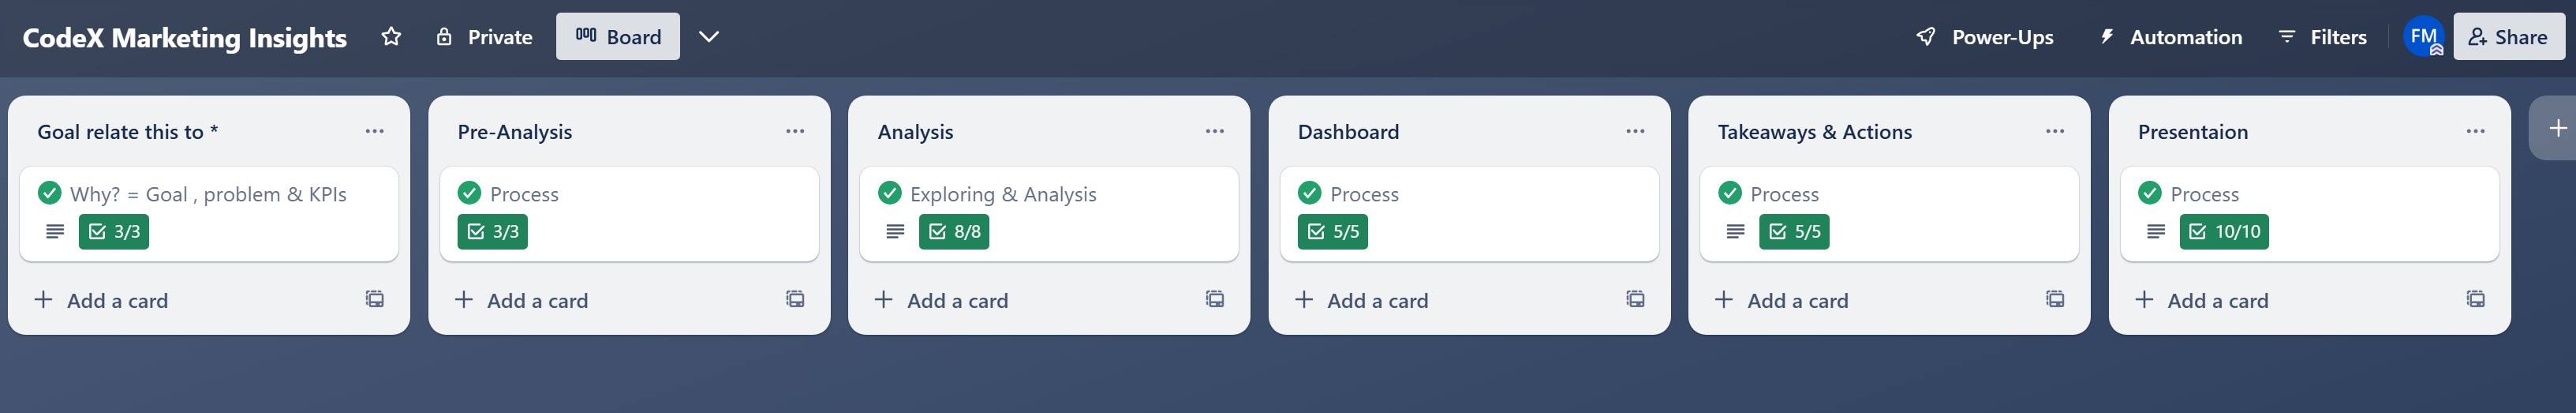 CodeX Marketing Insights Private Board Power-Ups Automation Filters FM Share
Goal relate this to * Pre-Analysis Analysis Dashboard Takeaways & Actions Presentaion
Why? = Goal , problem & KPIs Process Exploring & Analysis Process Process Process
3/3 3/3 8/8 5/5 5/5 10/10
Add a card Add a card Add a card Add a card Add a card Add a card